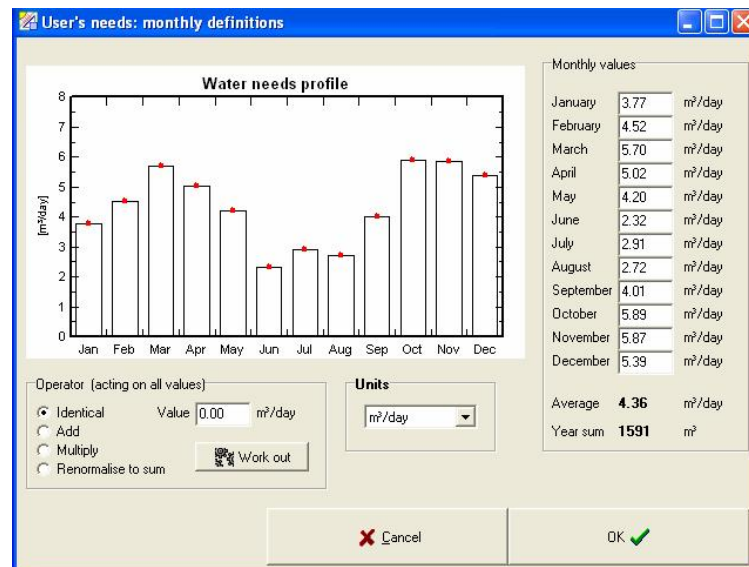 User's needs: monthly definitions
Water needs profile
[m³/day]
8
7
6
5
4
3
2
1
0
Jan Feb Mar Apr May Jun Jul Aug Sep Oct Nov Dec
Monthly values
January 3.77 m³/day
February 4.52 m³/day
March 5.70 m³/day
April 5.02 m³/day
May 4.20 m³/day
June 2.32 m³/day
July 2.91 m³/day
August 2.72 m³/day
September 4.01 m³/day
October 5.89 m³/day
November 5.87 m³/day
December 5.39 m³/day
Average 4.36 m³/day
Year sum 1591 m³
Operator (acting on all values)
Identical Value 0.00 m³/day
Add
Multiply
Renormalise to sum
Work out
Units
m³/day
Cancel
OK